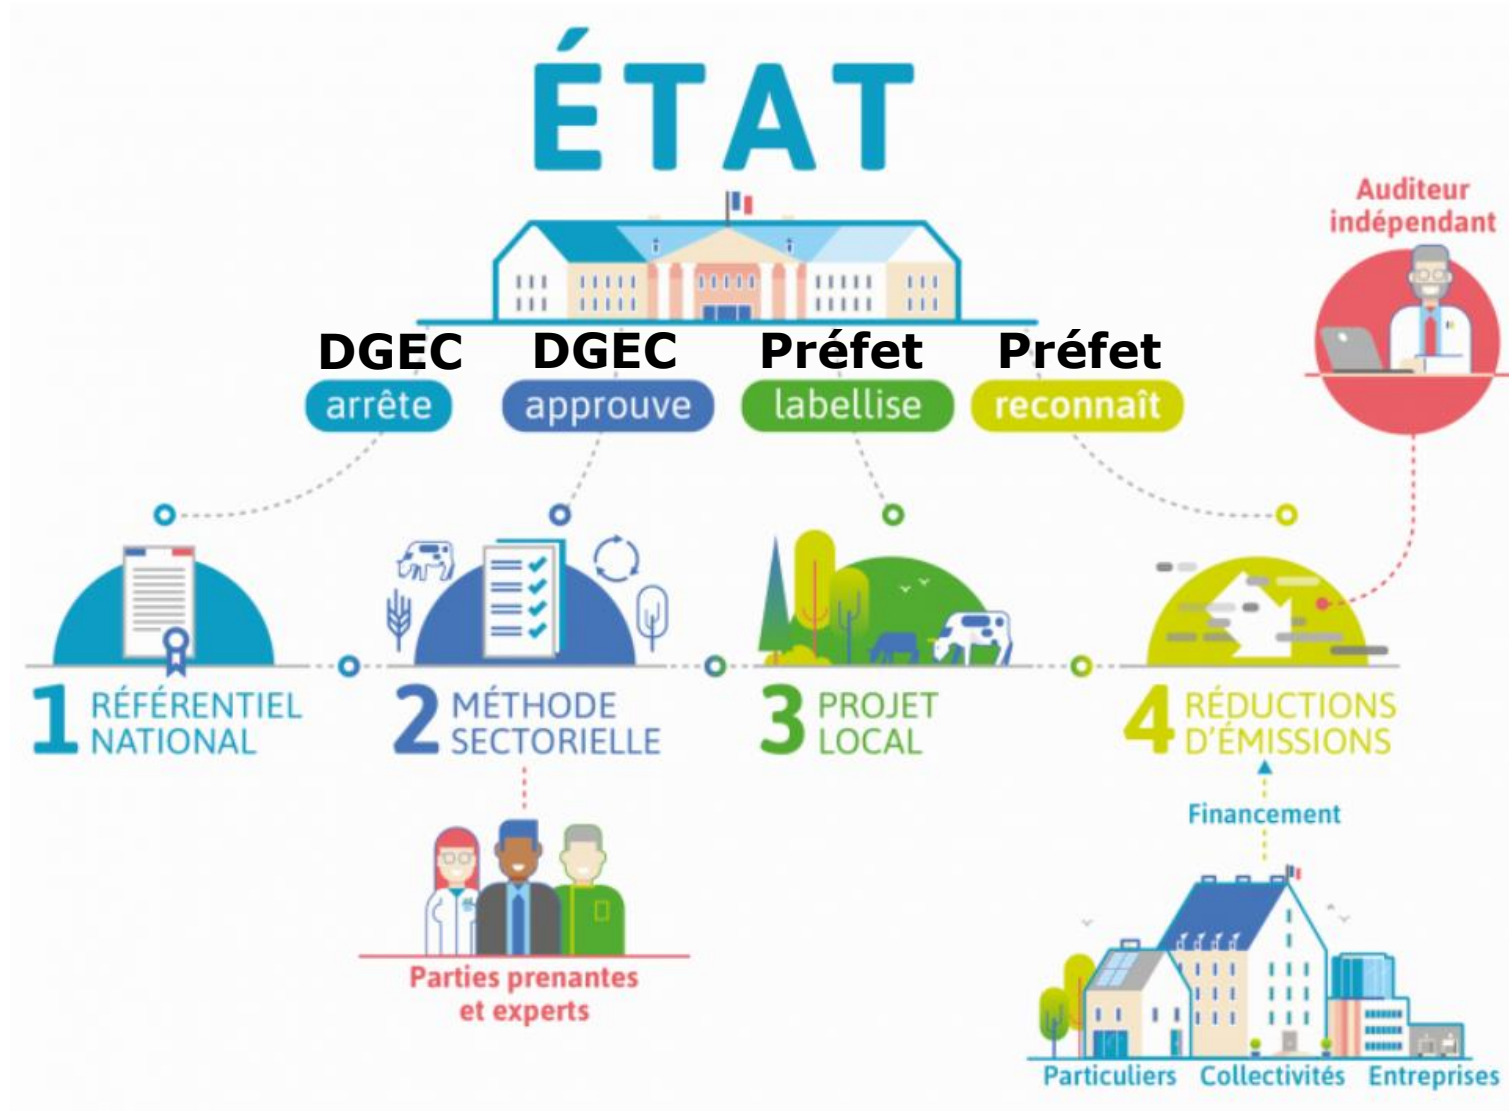 ÉTAT
Auditeur
indépendant
DGEC DGEC Préfet Préfet
arrête approuve labellise reconnaît
1 RÉFÉRENTIEL
NATIONAL
2 MÉTHODE
SECTORIELLE
3 PROJET
LOCAL
4 RÉDUCTIONS
D'ÉMISSIONS
Financement
Parties prenantes
et experts
Particuliers Collectivités Entreprises